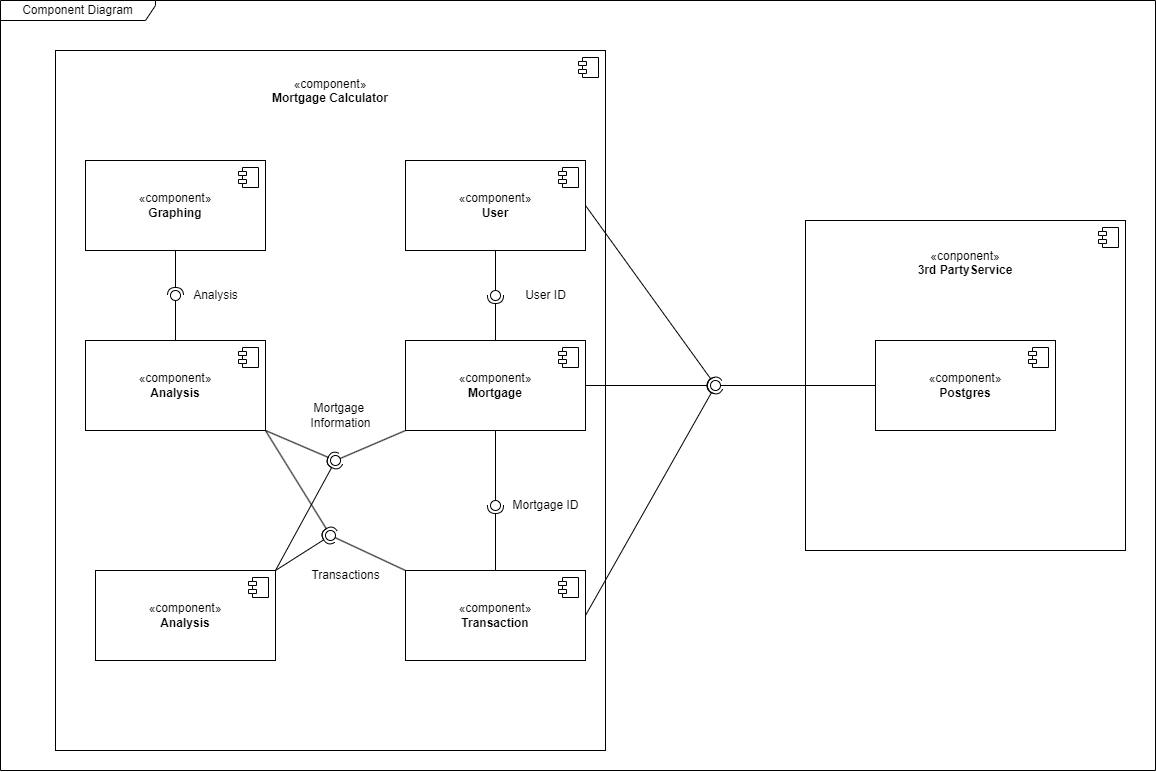 Component Diagram
«component»
Mortgage Calculator
«component»
Graphing
«component»
User
Analysis
User ID
«conponent»
3rd PartyService
«component»
Analysis
«component»
Mortgage
«component»
Postgres
Mortgage
Information
Mortgage ID
Transactions
«component»
Analysis
«component»
Transaction